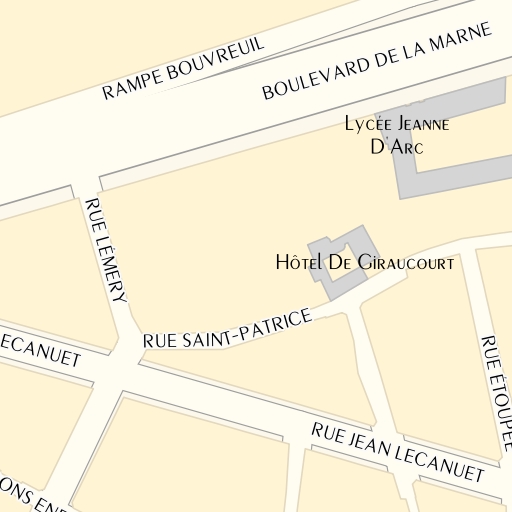 RAMPE BOUVREUIL
BOULEVARD DE LA MARNE
Lycée Jeanne
D'Arc
RUE LÉMERY
Hôtel De Giraucourt
RUE SAINT-PATRICE
ECANUET
RUE ÉTOUPÉE
RUE JEAN LECANUET